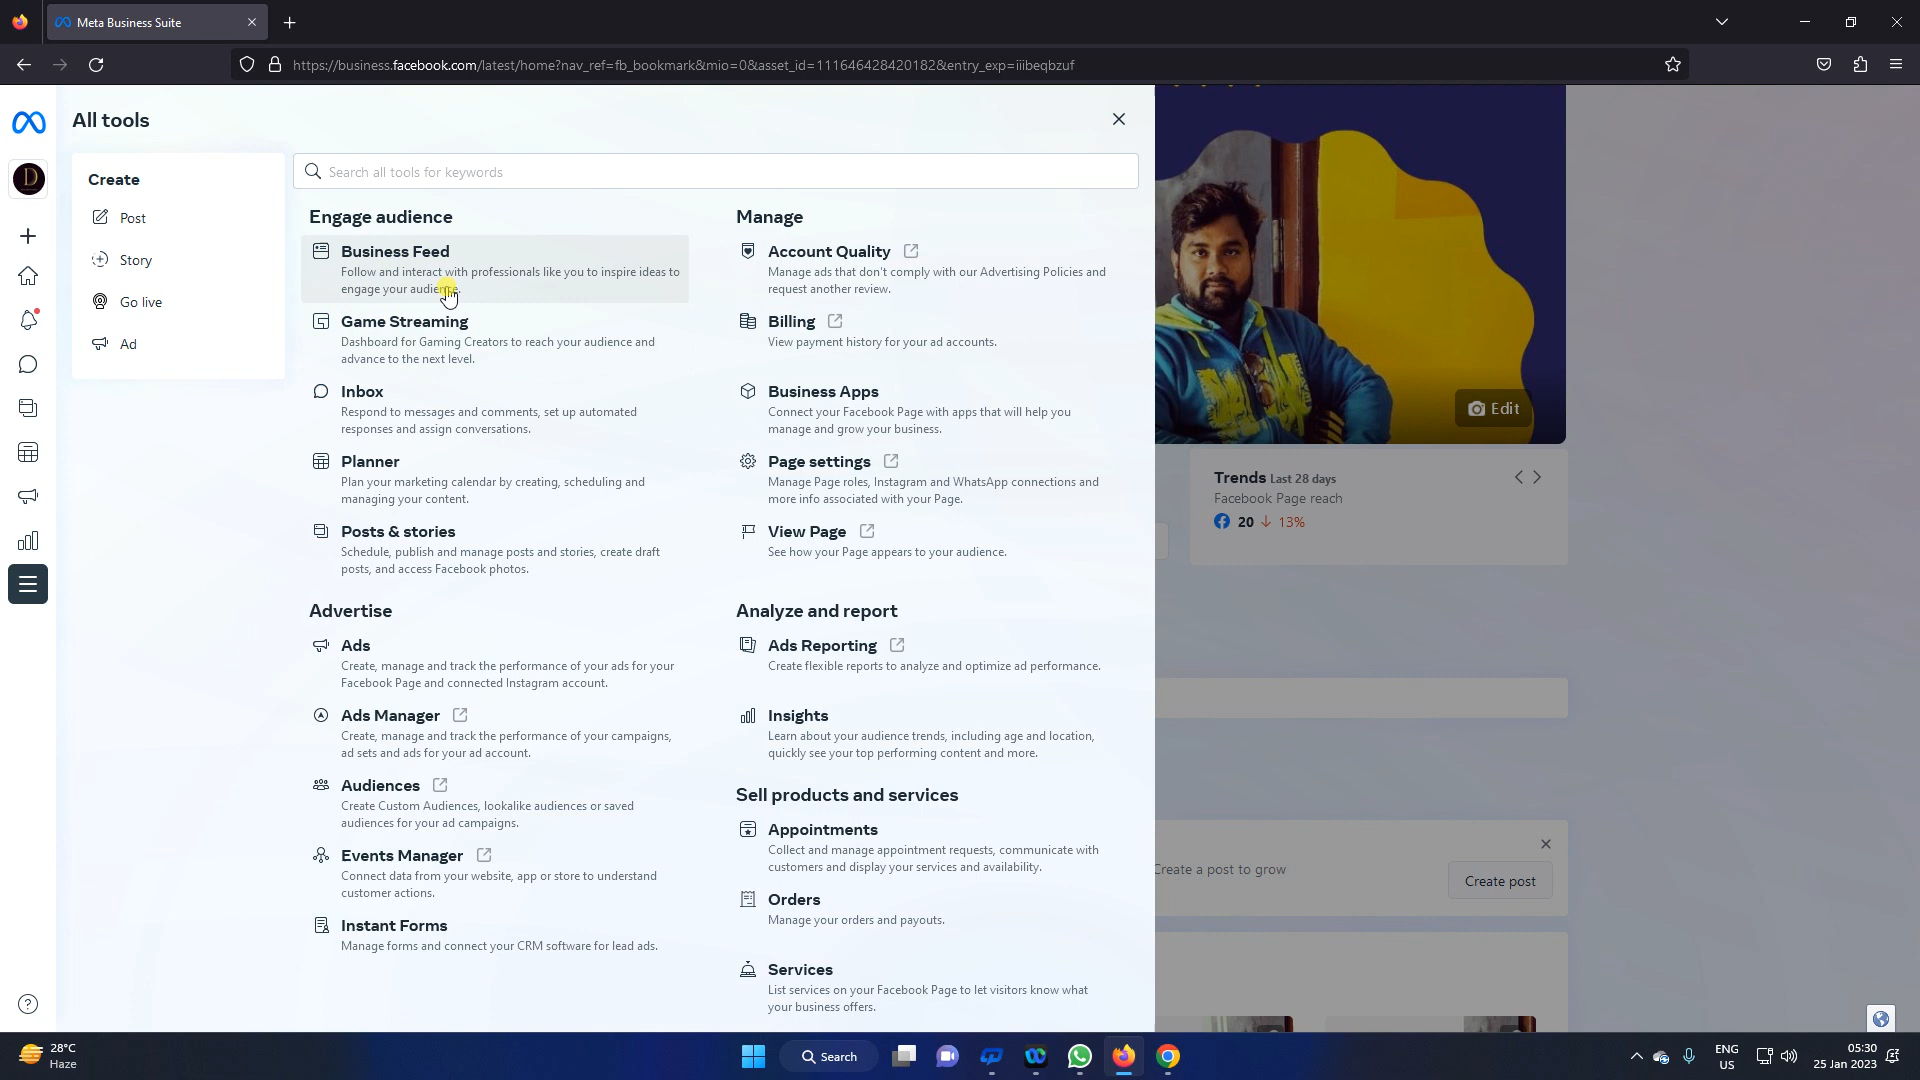 Meta Business Suite
https://business.facebook.com/latest/home?nav_ref=fb_bookmark&mio=0&asset_id=111646428420182&entry_exp=iiibeqbzuf
All tools
D
Create
Post
Story
Go live
Ad
Search all tools for keywords
Engage audience
Business Feed
Follow and interact with professionals like you to inspire ideas to
engage your audience.
Game Streaming
Dashboard for Gaming Creators to reach your audience and
advance to the next level.
Inbox
Respond to messages and comments, set up automated
responses and assign conversations.
Planner
Plan your marketing calendar by creating, scheduling and
managing your content.
Posts & stories
Schedule, publish and manage posts and stories, create draft
posts, and access Facebook photos.
Advertise
Ads
Create, manage and track the performance of your ads for your
Facebook Page and connected Instagram account.
Ads Manager
Create, manage and track the performance of your campaigns,
ad sets and ads for your ad account.
Audiences
Create Custom Audiences, lookalike audiences or saved
audiences for your ad campaigns.
Events Manager
Connect data from your website, app or store to understand
customer actions.
Instant Forms
Manage forms and connect your CRM software for lead ads.
Manage
Account Quality
Manage ads that don't comply with our Advertising Policies and
request another review.
Billing
View payment history for your ad accounts.
Business Apps
Connect your Facebook Page with apps that will help you
manage and grow your business.
Page settings
Manage Page roles, Instagram and WhatsApp connections and
more info associated with your Page.
View Page
See how your Page appears to your audience.
Analyze and report
Ads Reporting
Create flexible reports to analyze and optimize ad performance.
Insights
Learn about your audience trends, including age and location,
quickly see your top performing content and more.
Sell products and services
Appointments
Collect and manage appointment requests, communicate with
customers and display your services and availability.
Orders
Manage your orders and payouts.
Services
List services on your Facebook Page to let visitors know what
your business offers.
Edit
Trends Last 28 days
Facebook Page reach
20 ↓ 13%
Create a post to grow
Create post
28°C
Haze
Search
ENG
US
05:30
25 Jan 2023